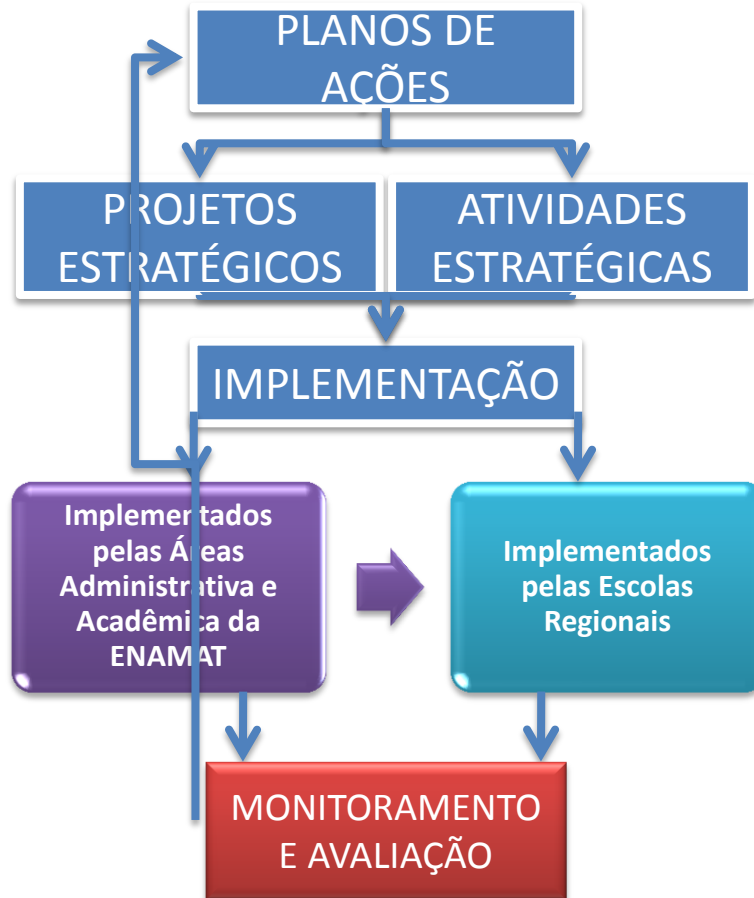 PLANOS DE
AÇÕES
PROJETOS
ESTRATÉGICOS
ATIVIDADES
ESTRATÉGICAS
IMPLEMENTAÇÃO
Implementados
pelas Áreas
Administrativa e
Acadêmica da
ENAMAT
Implementados
pelas Escolas
Regionais
MONITORAMENTO
E AVALIAÇÃO